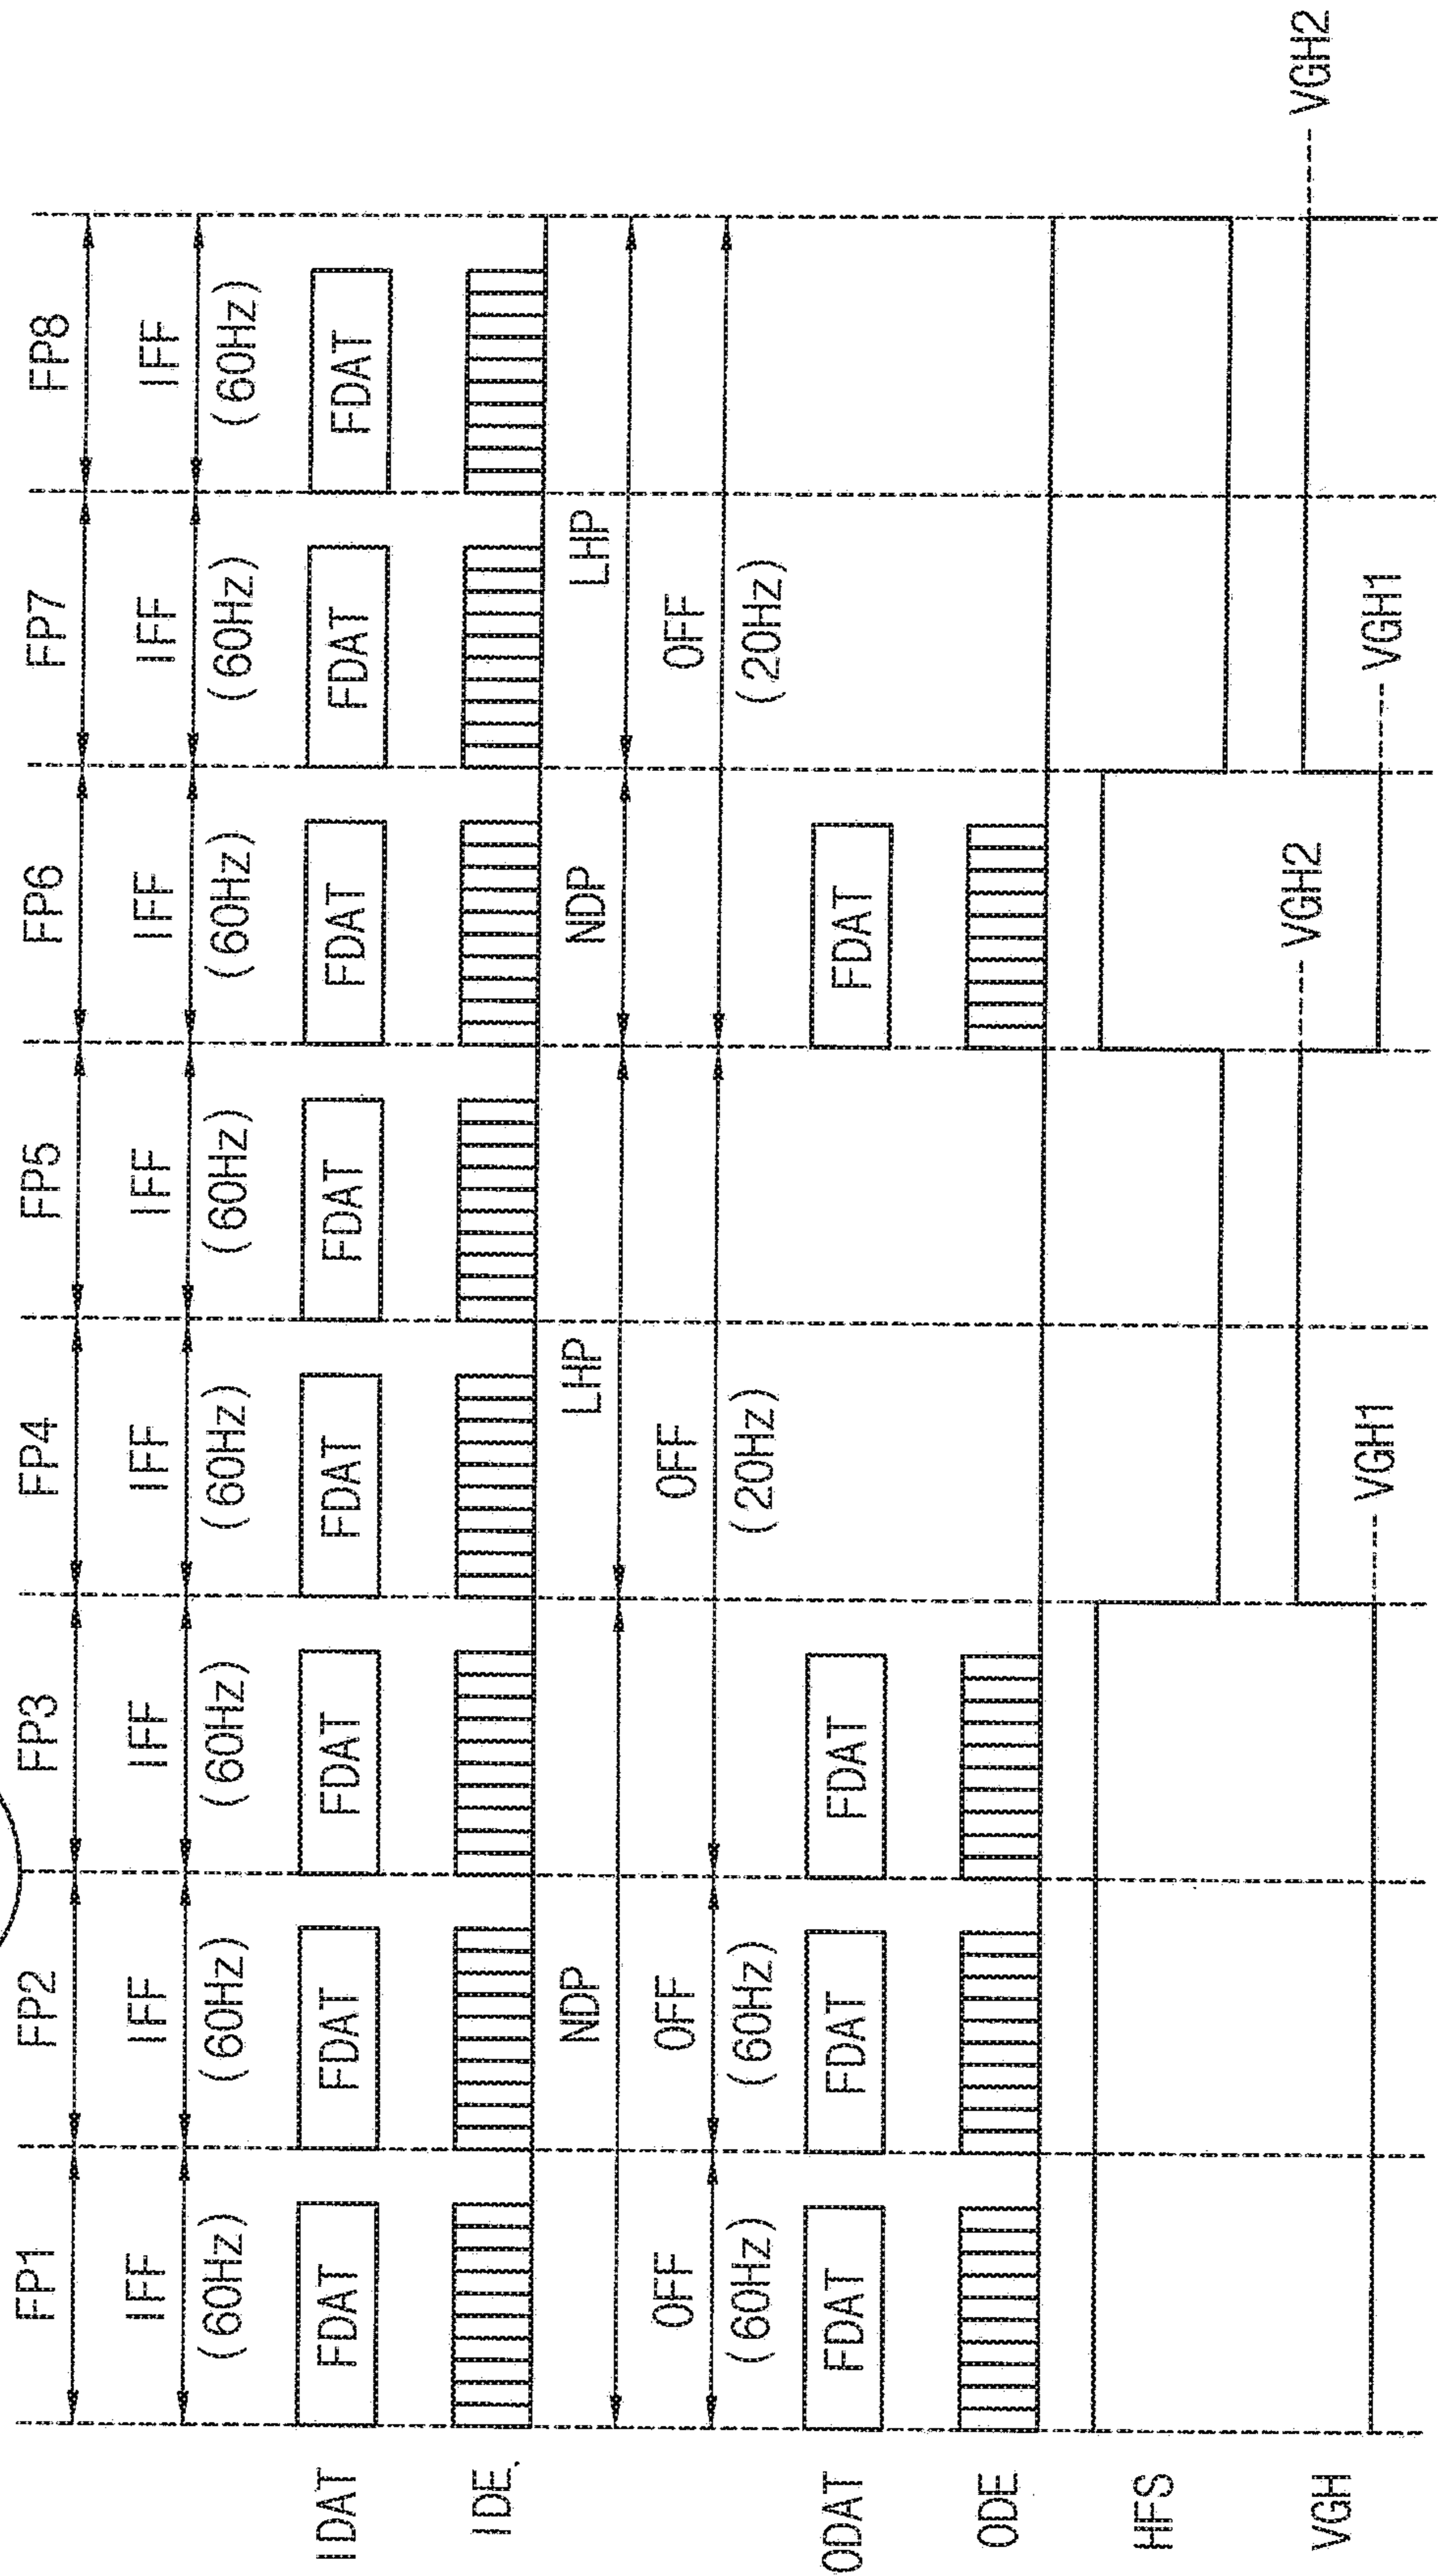 FP1 FP2 FP3 FP4 FP5 FP6 FP7 FP8
IFF IFF IFF IFF IFF IFF IFF IFF
(60Hz) (60Hz) (60Hz) (60Hz) (60Hz) (60Hz) (60Hz) (60Hz)
IDAT FDAT FDAT FDAT FDAT FDAT FDAT FDAT FDAT
IDE
NDP LHP NDP LHP
OFF OFF OFF OFF
(60Hz) (60Hz) (20Hz) (20Hz)
ODAT FDAT FDAT FDAT FDAT
ODE
HFS
VGH2 VGH2
VGH
VGH1 VGH1